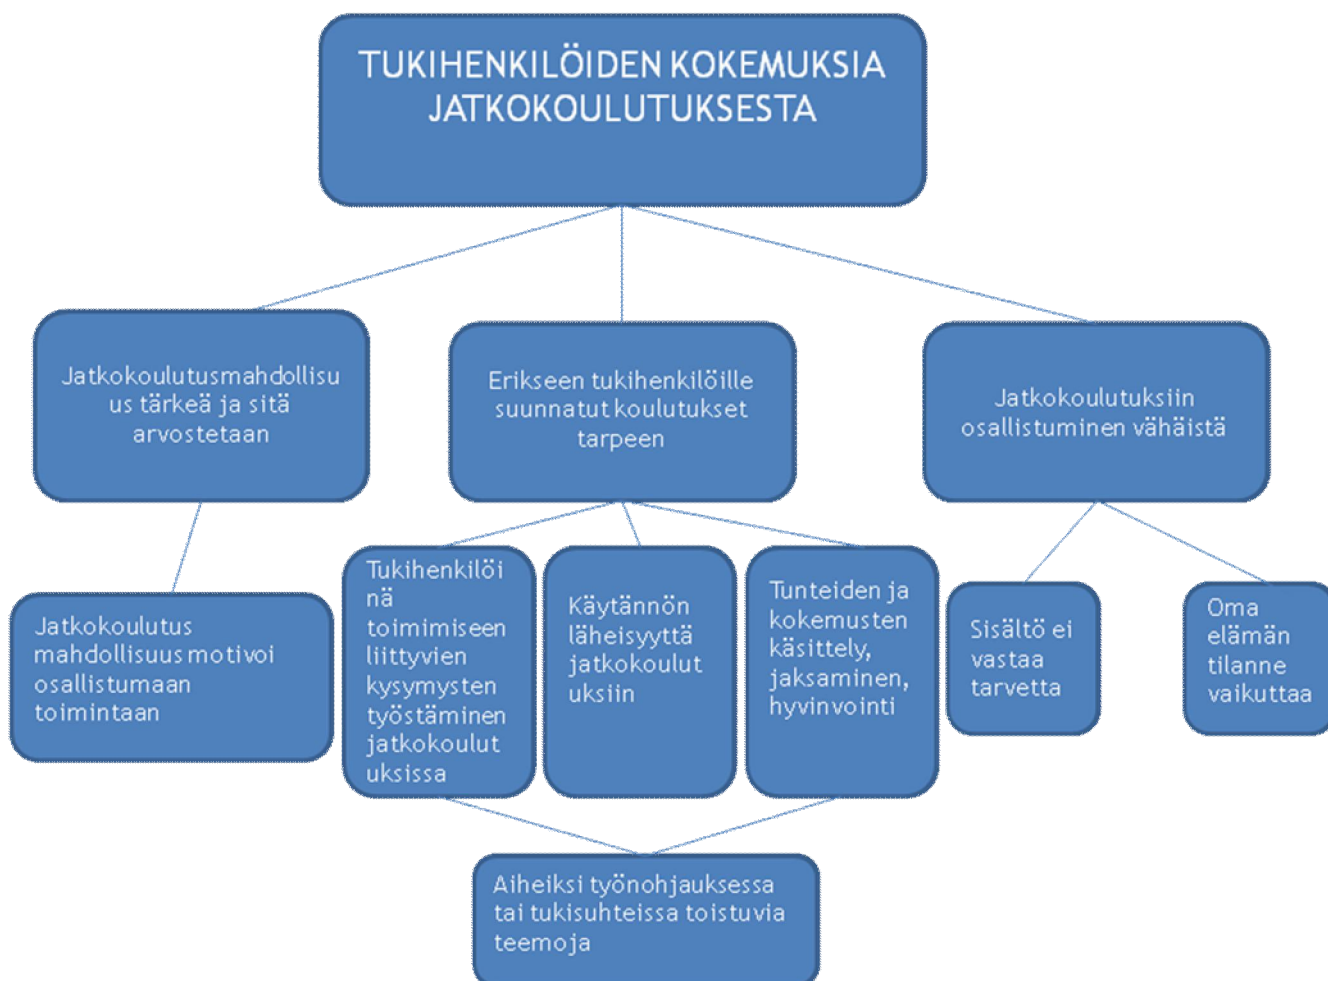 TUKIHENKILÖIDEN KOKEMUKSIA
JATKOKOULUTUKSESTA
Jatkokoulutusmahdollisu
us tärkeä ja sitä
arvostetaan
Erikseen tukihenkilöille
suunnatut koulutukset
tarpeen
Jatkokoulutuksiin
osallistuminen vähäistä
Jatkokoulutus
mahdollisuus motivoi
osallistumaan
toimintaan
Tukihenkilöi
nä
toimimiseen
liittyvien
kysymysten
työstäminen
jatkokoulut
uksissa
Käytännön
läheisyyttä
jatkokoulut
uksiin
Tunteiden ja
kokemusten
käsittely,
jaksaminen,
hyvinvointi
Sisältö ei
vastaa
tarvetta
Oma
elämän
tilanne
vaikuttaa
Aiheiksi työnohjauksessa
tai tukisuhteissa toistuvia
teemoja